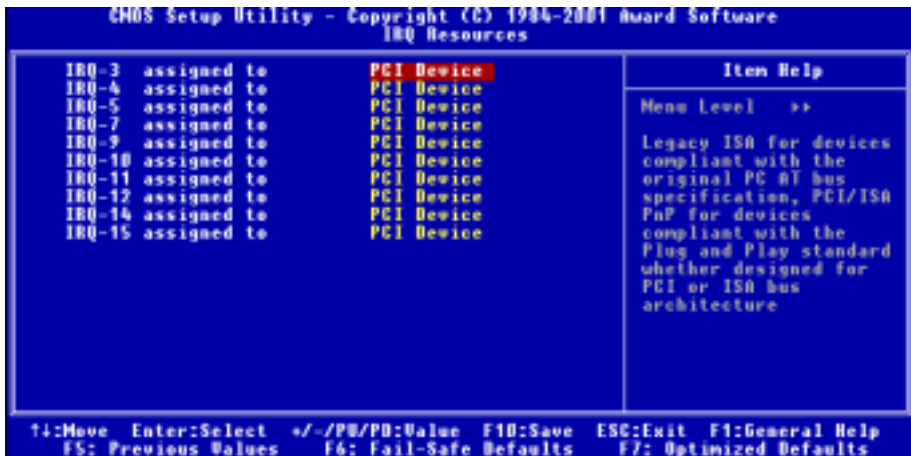 CMOS Setup Utility - Copyright (C) 1984-2001 Award Software
IRQ Resources
IRQ-3 assigned to PCI Device
IRQ-4 assigned to PCI Device
IRQ-5 assigned to PCI Device
IRQ-7 assigned to PCI Device
IRQ-9 assigned to PCI Device
IRQ-10 assigned to PCI Device
IRQ-11 assigned to PCI Device
IRQ-12 assigned to PCI Device
IRQ-14 assigned to PCI Device
IRQ-15 assigned to PCI Device
Item Help
Menu Level ▸▸
Legacy ISA for devices
compliant with the
original PC AT bus
specification, PCI/ISA
PnP for devices
compliant with the
Plug and Play standard
whether designed for
PCI or ISA bus
architecture
↑↓:Move Enter:Select +/-/PU/PD:Value F10:Save ESC:Exit F1:General Help
F5: Previous Values F6: Fail-Safe Defaults F7: Optimized Defaults